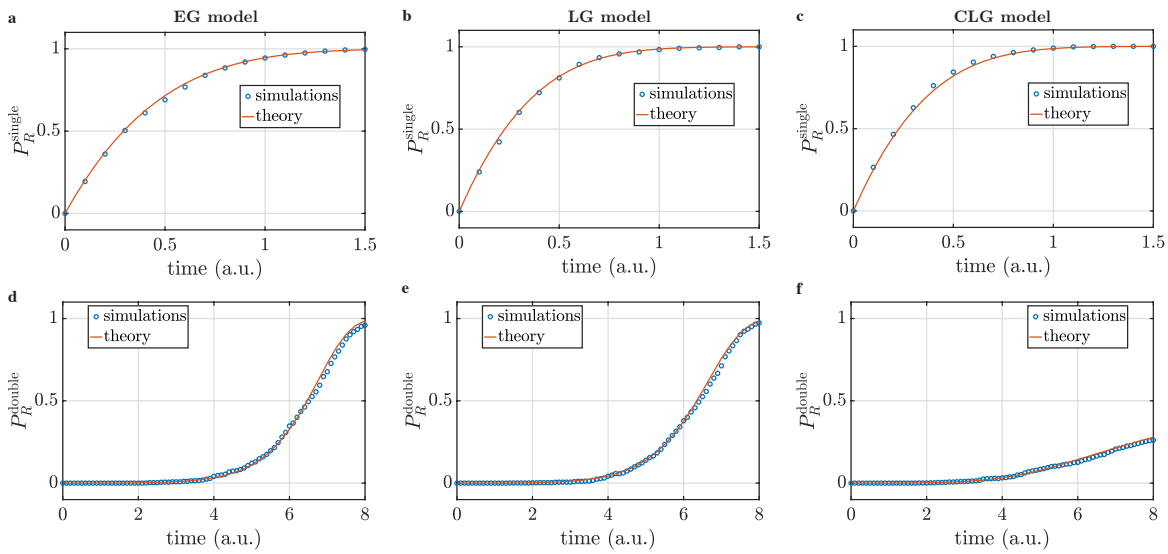 a
EG model
1
0.5
0
P_R^single
simulations
theory
0
0.5
1
1.5
time (a.u.)
b
LG model
1
0.5
0
P_R^single
simulations
theory
0
0.5
1
1.5
time (a.u.)
c
CLG model
1
0.5
0
P_R^single
simulations
theory
0
0.5
1
1.5
time (a.u.)
d
1
0.5
0
P_R^double
simulations
theory
0
2
4
6
8
time (a.u.)
e
1
0.5
0
P_R^double
simulations
theory
0
2
4
6
8
time (a.u.)
f
1
0.5
0
P_R^double
simulations
theory
0
2
4
6
8
time (a.u.)